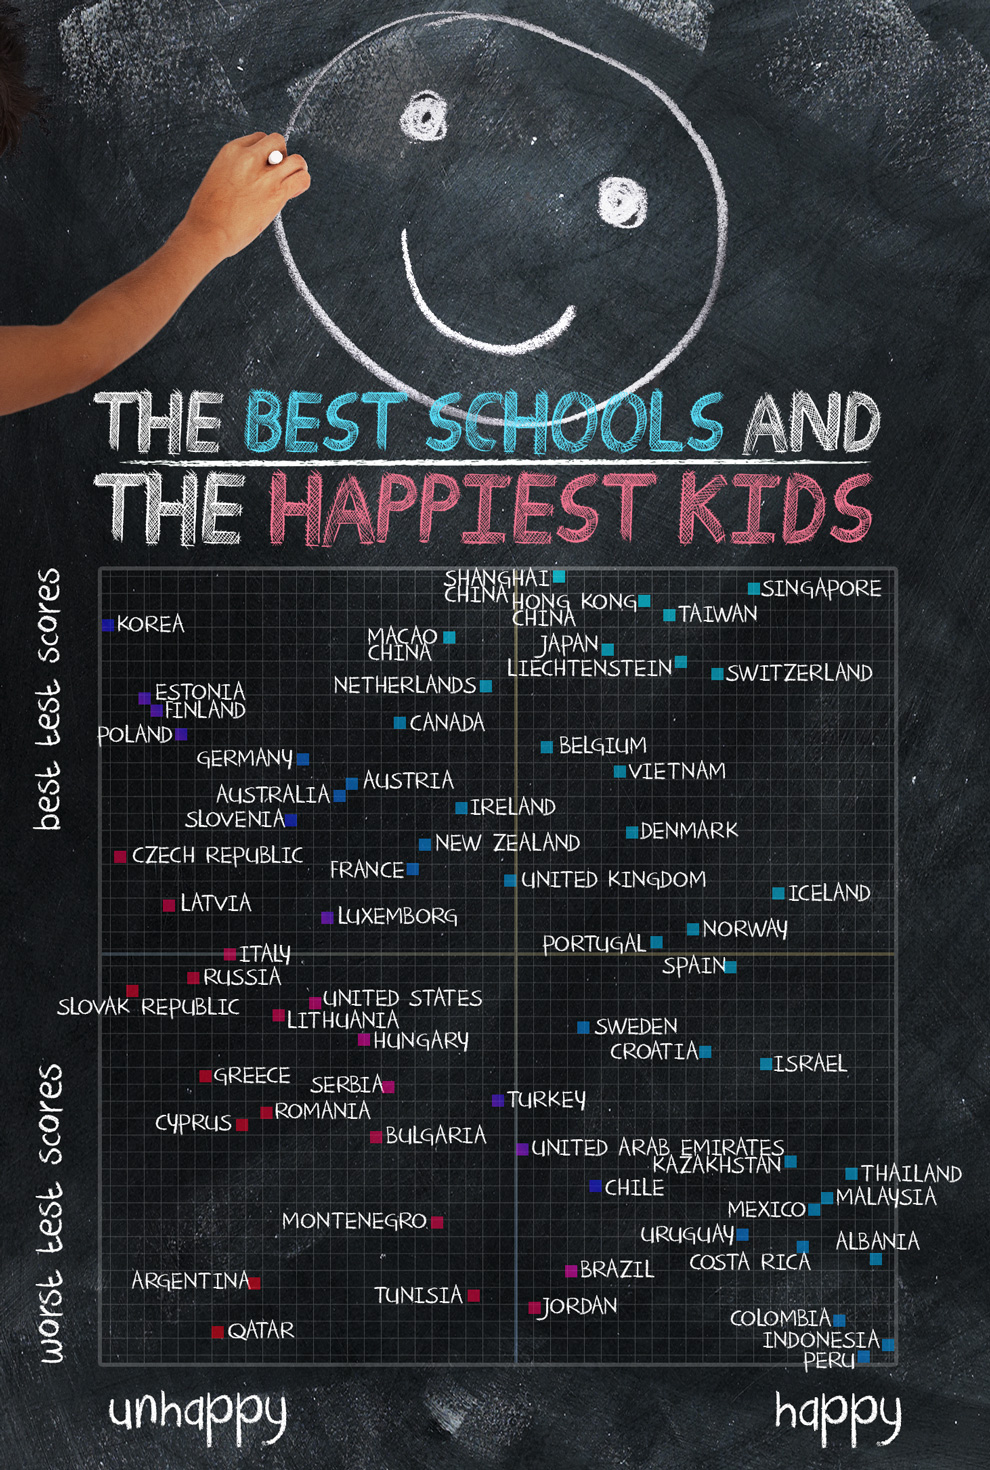 THE BEST SCHOOLS AND
THE HAPPIEST KIDS
best test scores
worst test scores
SHANGHAI
CHINA
SINGAPORE
HONG KONG
CHINA
TAIWAN
KOREA
MACAO
CHINA
JAPAN
LIECHTENSTEIN
SWITZERLAND
NETHERLANDS
ESTONIA
FINLAND
CANADA
POLAND
BELGIUM
GERMANY
VIETNAM
AUSTRIA
AUSTRALIA
IRELAND
SLOVENIA
DENMARK
NEW ZEALAND
CZECH REPUBLIC
FRANCE
UNITED KINGDOM
ICELAND
LATVIA
LUXEMBORG
NORWAY
PORTUGAL
ITALY
SPAIN
RUSSIA
SLOVAK REPUBLIC
UNITED STATES
LITHUANIA
SWEDEN
HUNGARY
CROATIA
ISRAEL
GREECE
SERBIA
TURKEY
ROMANIA
CYPRUS
BULGARIA
UNITED ARAB EMIRATES
KAZAKHSTAN
THAILAND
CHILE
MALAYSIA
MEXICO
MONTENEGRO
URUGUAY
ALBANIA
COSTA RICA
BRAZIL
ARGENTINA
TUNISIA
JORDAN
COLOMBIA
QATAR
INDONESIA
PERU
unhappy
happy